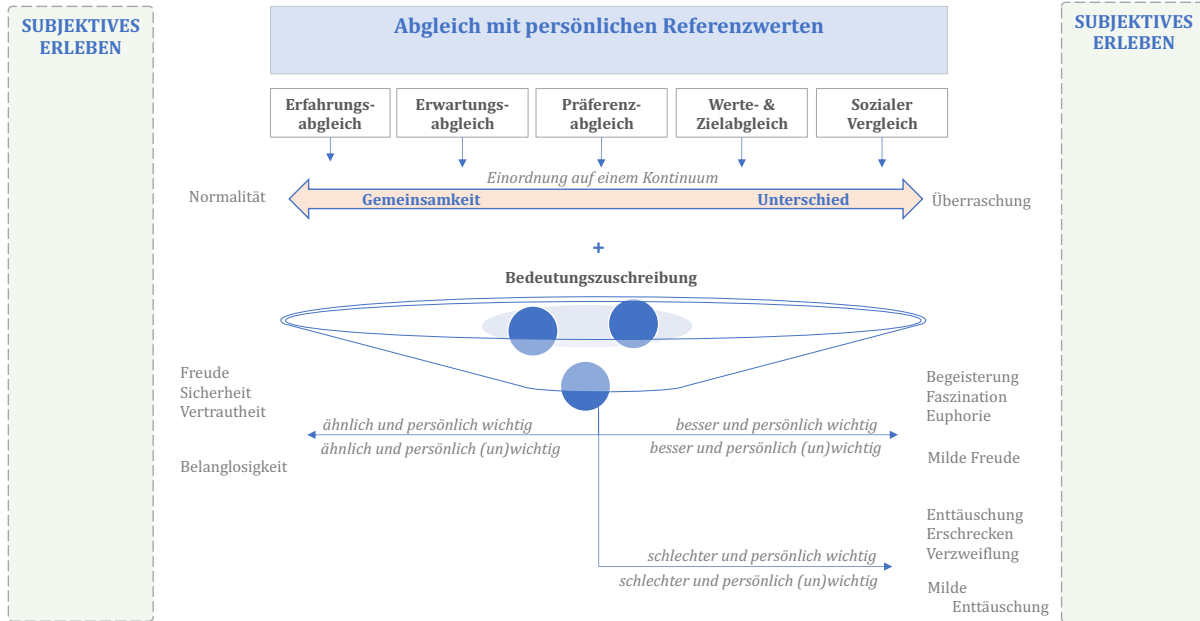 SUBJEKTIVES
ERLEBEN
Abgleich mit persönlichen Referenzwerten
SUBJEKTIVES
ERLEBEN
Erfahrungs-
abgleich
Erwartungs-
abgleich
Präferenz-
abgleich
Werte- &
Zielabgleich
Sozialer
Vergleich
Einordnung auf einem Kontinuum
Normalität
Gemeinsamkeit
Unterschied
Überraschung
+
Bedeutungszuschreibung
Freude
Sicherheit
Vertrautheit
Belanglosigkeit
ähnlich und persönlich wichtig
ähnlich und persönlich (un)wichtig
besser und persönlich wichtig
besser und persönlich (un)wichtig
Begeisterung
Faszination
Euphorie
Milde Freude
schlechter und persönlich wichtig
schlechter und persönlich (un)wichtig
Enttäuschung
Erschrecken
Verzweiflung
Milde
Enttäuschung